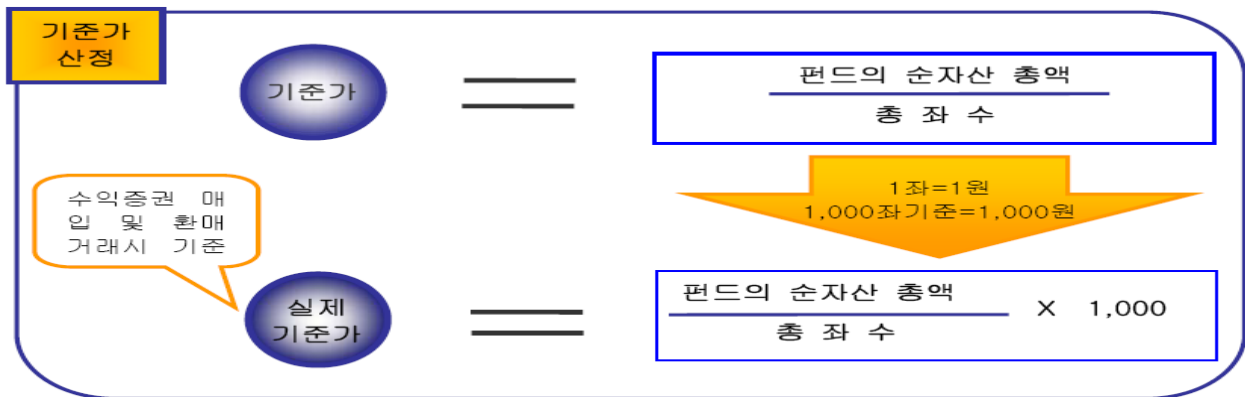 기준가
산정
기준가
펀드의 순자산 총액
총 좌 수
1좌=1원
1,000좌기준=1,000원
수익증권 매
입 및 환매
거래시 기준
실제
기준가
펀드의 순자산 총액
총 좌 수
X 1,000